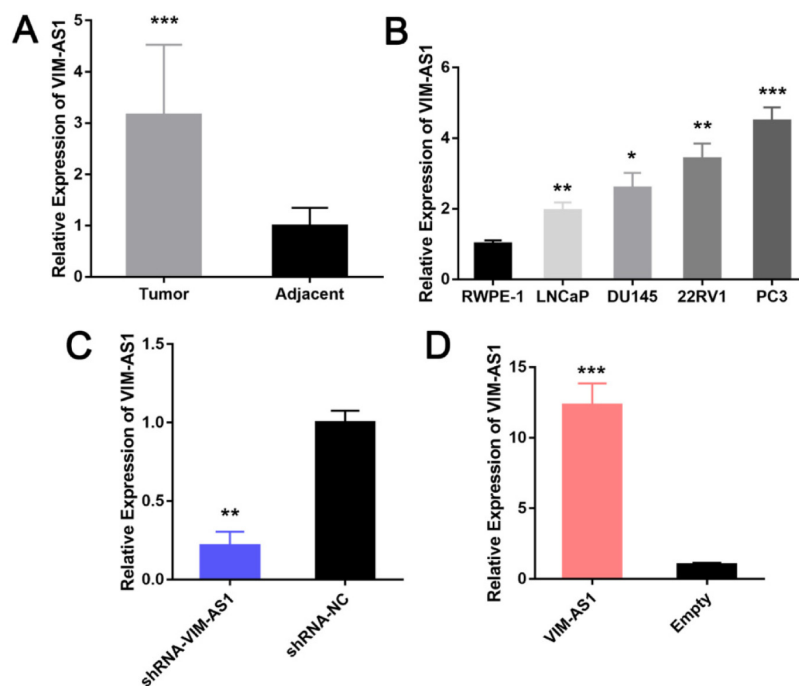 A
Relative Expression of VIM-AS1
5
4
3
2
1
0
***
Tumor
Adjacent
B
Relative Expression of VIM-AS1
6
4
2
0
**
*
**
***
RWPE-1 LNCaP DU145 22RV1 PC3
C
Relative Expression of VIM-AS1
1.5
1.0
0.5
0.0
**
shRNA-VIM-AS1
shRNA-NC
D
Relative Expression of VIM-AS1
15
10
5
0
***
VIM-AS1
Empty